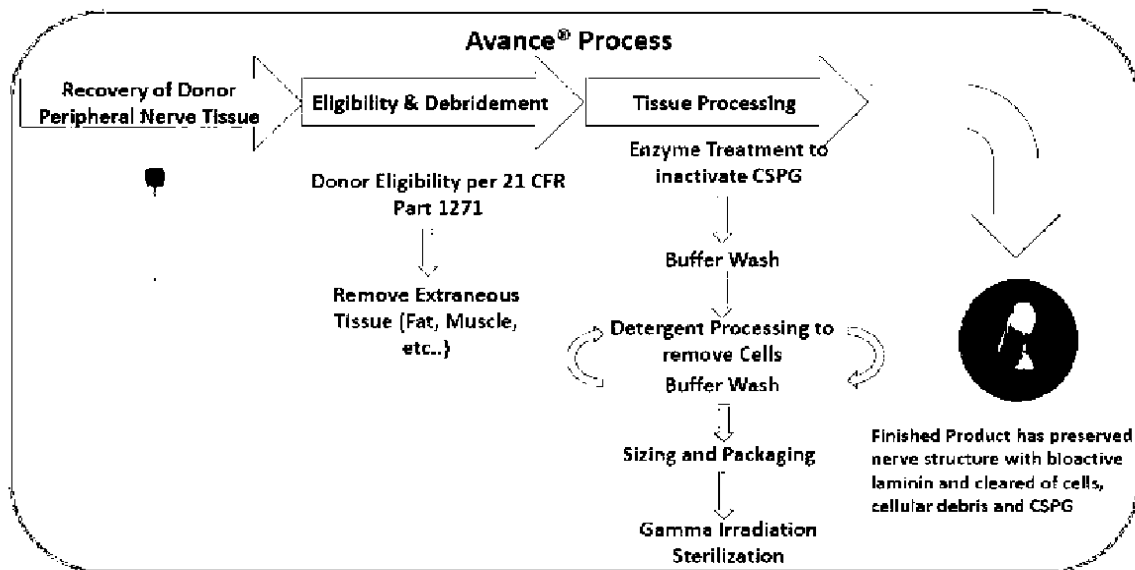 Avance® Process
Recovery of Donor
Peripheral Nerve Tissue
Eligibility & Debridement
Tissue Processing
Donor Eligibility per 21 CFR
Part 1271
Remove Extraneous
Tissue (Fat, Muscle,
etc..)
Enzyme Treatment to
inactivate CSPG
Buffer Wash
Detergent Processing to
remove Cells
Buffer Wash
Sizing and Packaging
Gamma Irradiation
Sterilization
Finished Product has preserved
nerve structure with bioactive
laminin and cleared of cells,
cellular debris and CSPG